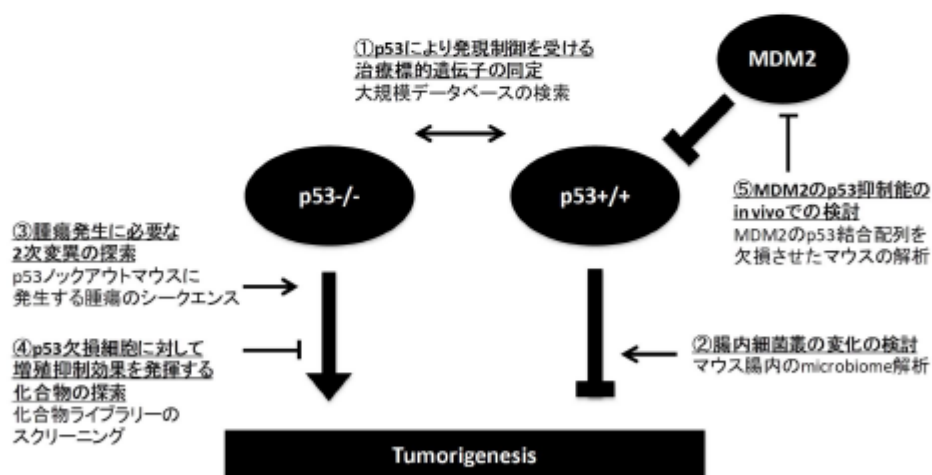 ①p53により発現制御を受ける
治療標的遺伝子の同定
大規模データベースの検索
MDM2
p53-/-
p53+/+
⑤MDM2のp53抑制能の
in vivoでの検討
MDM2のp53結合配列を
欠損させたマウスの解析
③腫瘍発生に必要な
2次変異の探索
p53ノックアウトマウスに
発生する腫瘍のシークエンス
④p53欠損細胞に対して
増殖抑制効果を発揮する
化合物の探索
化合物ライブラリーの
スクリーニング
②腸内細菌叢の変化の検討
マウス腸内のmicrobiome解析
Tumorigenesis